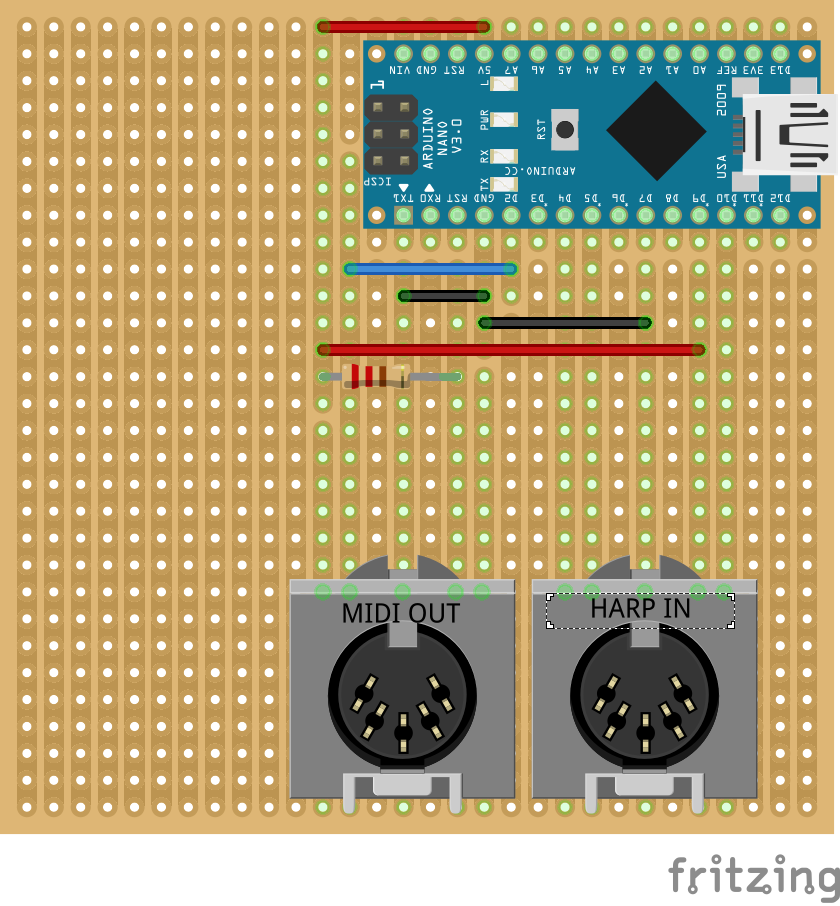 VIN GND RST 5V A7 A6 A5 A4 A3 A2 A1 A0 REF 3V3 D13
1
L
PWR
RX
TX
RST
ARDUINO
NANO
V3.0
ARDUINO.CC
ICSP
USA
TX1 RX0 RST GND D2 D3 D4 D5 D6 D7 D8 D9 D10 D11 D12
MIDI OUT
HARP IN
fritzing